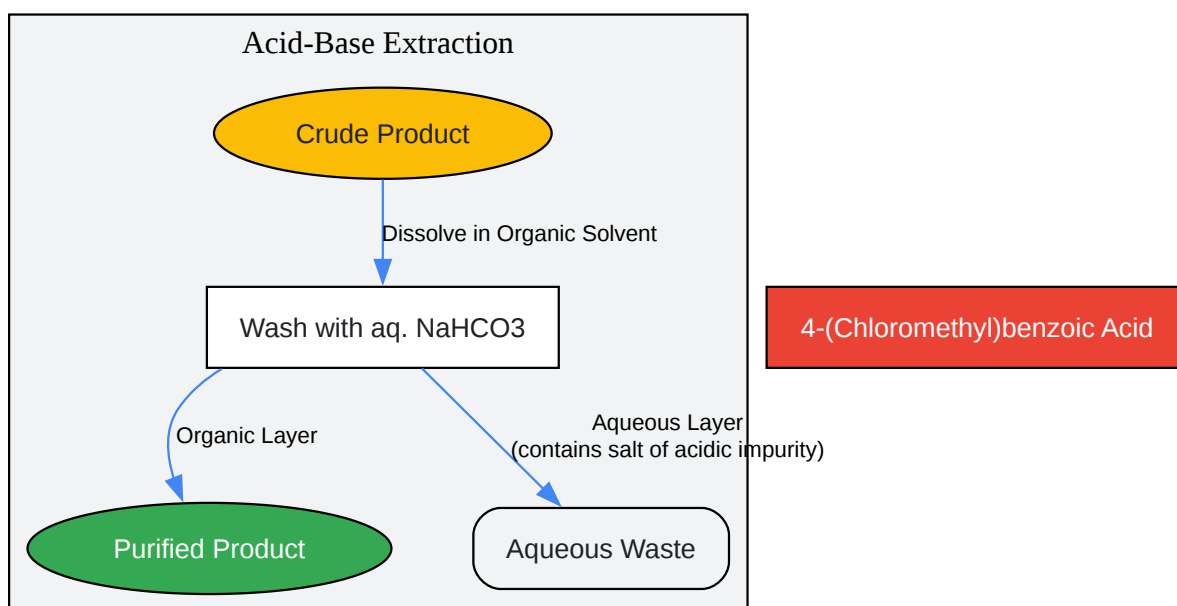 Acid-Base Extraction
Crude Product
Dissolve in Organic Solvent
Wash with aq. NaHCO3
4-(Chloromethyl)benzoic Acid
Organic Layer
Aqueous Layer
(contains salt of acidic impurity)
Purified Product
Aqueous Waste